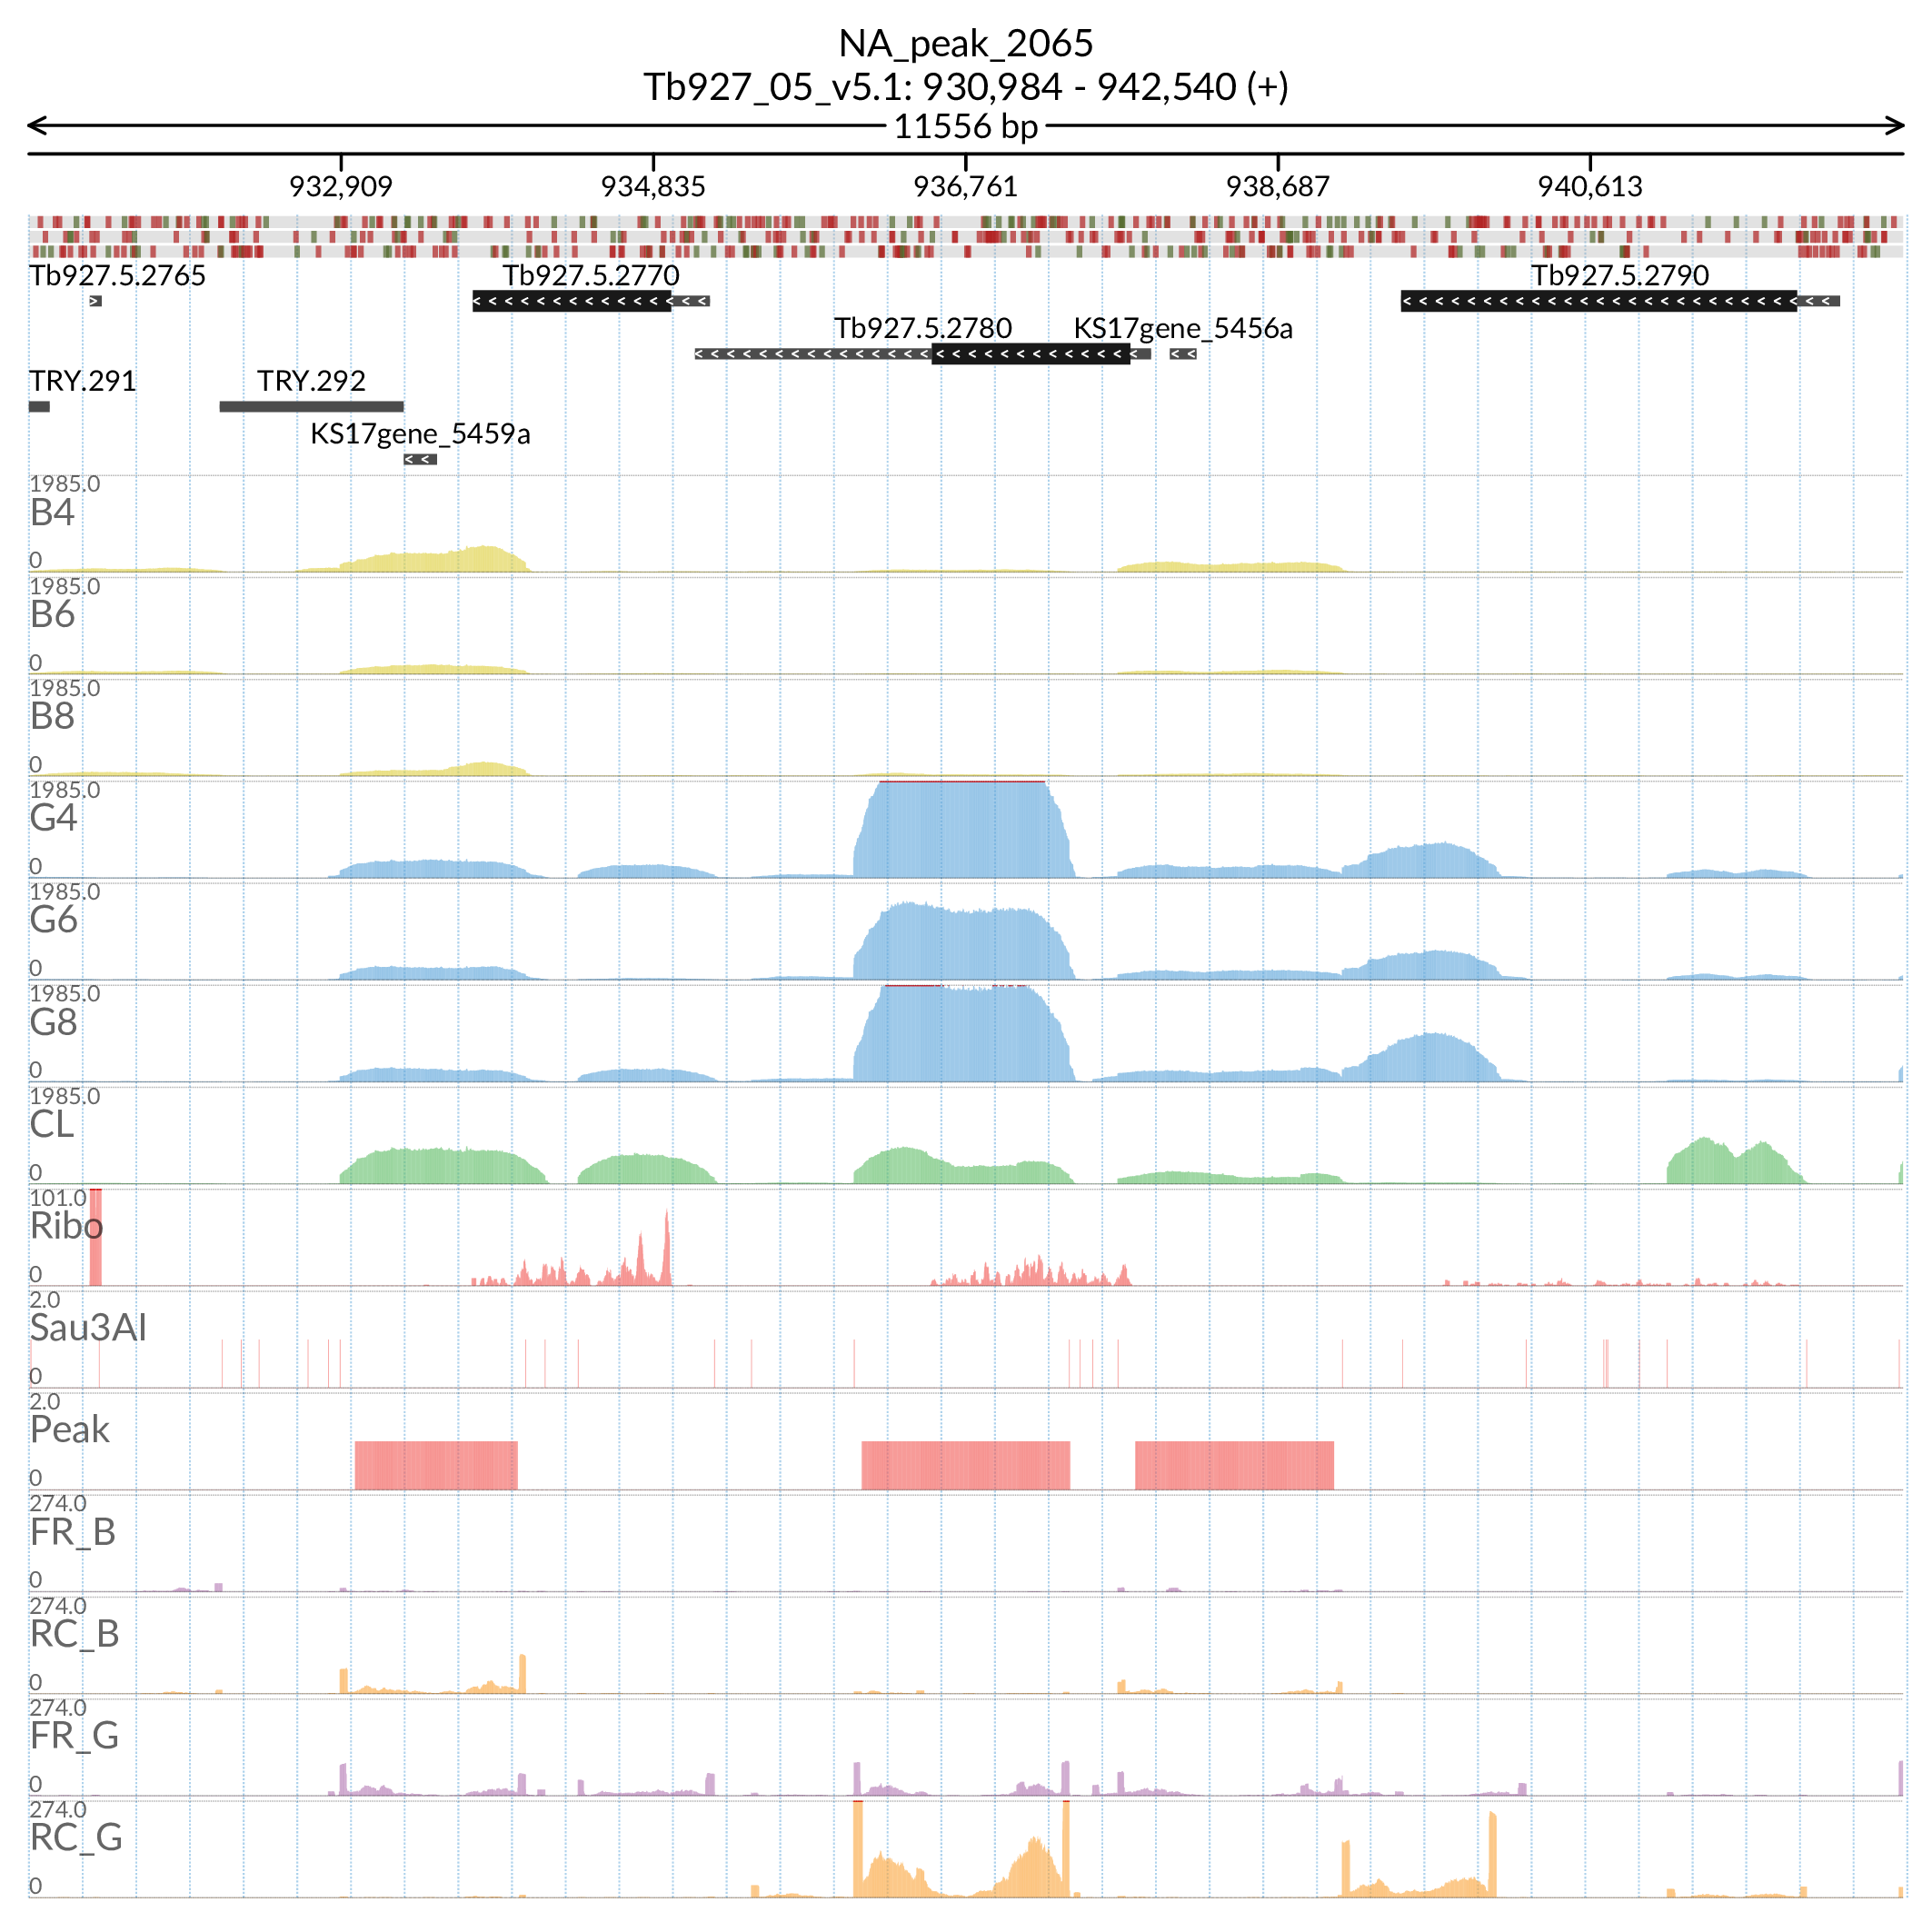 NA_peak_2065
Tb927_05_v5.1: 930,984 - 942,540 (+)
11556 bp
932,909 934,835 936,761 938,687 940,613
Tb927.5.2765 Tb927.5.2770 Tb927.5.2790
Tb927.5.2780 KS17gene_5456a
TRY.291 TRY.292
KS17gene_5459a
1985.0
B4
0
1985.0
B6
0
1985.0
B8
0
1985.0
G4
0
1985.0
G6
0
1985.0
G8
0
1985.0
CL
0
101.0
Ribo
0
2.0
Sau3AI
0
2.0
Peak
0
274.0
FR_B
0
274.0
RC_B
0
274.0
FR_G
0
274.0
RC_G
0